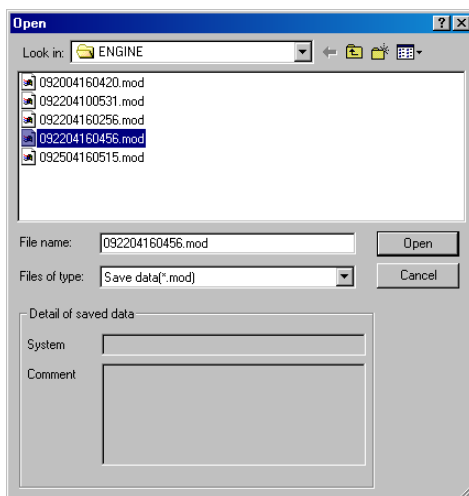 Open
Look in: ENGINE
092004160420.mod
092204100531.mod
092204160256.mod
092204160456.mod
092504160515.mod
File name: 092204160456.mod Open
Files of type: Save data(*.mod) Cancel
Detail of saved data
System
Comment